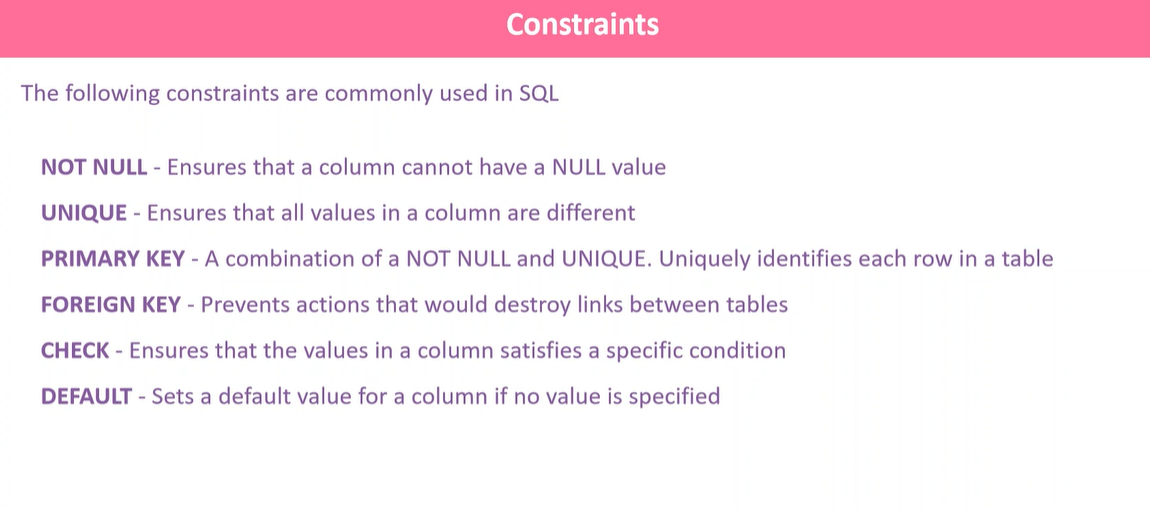 Constraints
The following constraints are commonly used in SQL
NOT NULL - Ensures that a column cannot have a NULL value
UNIQUE - Ensures that all values in a column are different
PRIMARY KEY - A combination of a NOT NULL and UNIQUE. Uniquely identifies each row in a table
FOREIGN KEY - Prevents actions that would destroy links between tables
CHECK - Ensures that the values in a column satisfies a specific condition
DEFAULT - Sets a default value for a column if no value is specified